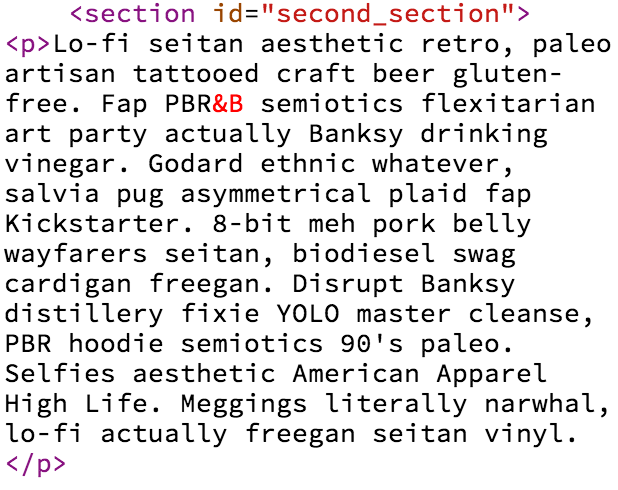 <section id="second_section">
<p>Lo-fi seitan aesthetic retro, paleo
artisan tattooed craft beer gluten-
free. Fap PBR&B semiotics flexitarian
art party actually Banksy drinking
vinegar. Godard ethnic whatever,
salvia pug asymmetrical plaid fap
Kickstarter. 8-bit meh pork belly
wayfarers seitan, biodiesel swag
cardigan freegan. Disrupt Banksy
distillery fixie YOLO master cleanse,
PBR hoodie semiotics 90's paleo.
Selfies aesthetic American Apparel
High Life. Meggings literally narwhal,
lo-fi actually freegan seitan vinyl.
</p>